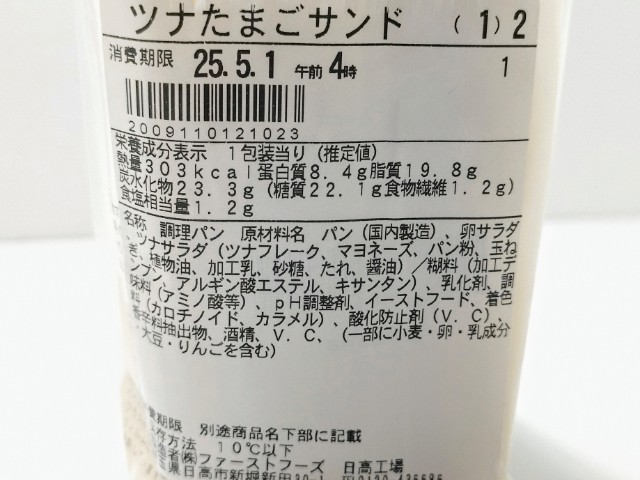 ツナたまごサンド (1)2
消費期限 25.5.1 午前 4時 1
2009110121023
栄養成分表示 1包装当り (推定値)
熱量303kcal蛋白質8.4g脂質19.8g
炭水化物23.3g(糖質22.1g食物繊維1.2g)
食塩相当量1.2g
名称 調理パン 原材料名 パン(国内製造)、卵サラダ
、ツナサラダ(ツナフレーク、マヨネーズ、パン粉、玉ね
ぎ、植物油、加工乳、砂糖、たれ、醤油)/糊料(加工デ
ンプン、アルギン酸エステル、キサンタン)、乳化剤、調
味料(アミノ酸等)、pH調整剤、イーストフード、着色
料(カロチノイド、カラメル)、酸化防止剤(V.C)、
香辛料抽出物、酒精、V.C、(一部に小麦・卵・乳成分
・大豆・りんごを含む)
費期限 別途商品名下部に記載
存方法 10℃以下
造者(株)ファーストフーズ 日高工場
玉県日高市新堀新田